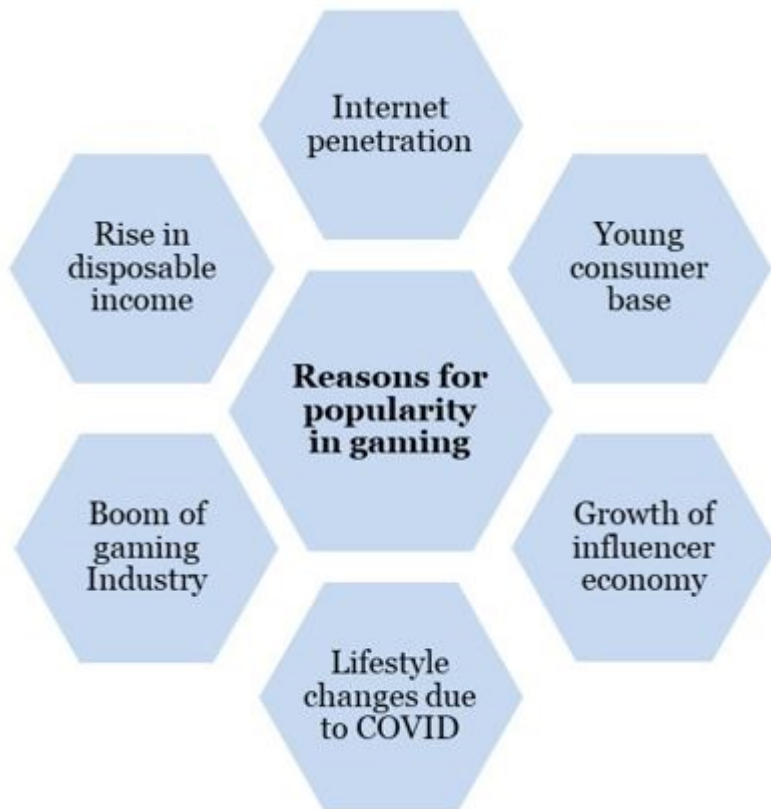 Internet
penetration
Rise in
disposable
income
Young
consumer
base
Reasons for
popularity
in gaming
Boom of
gaming
Industry
Growth of
influencer
economy
Lifestyle
changes due
to COVID